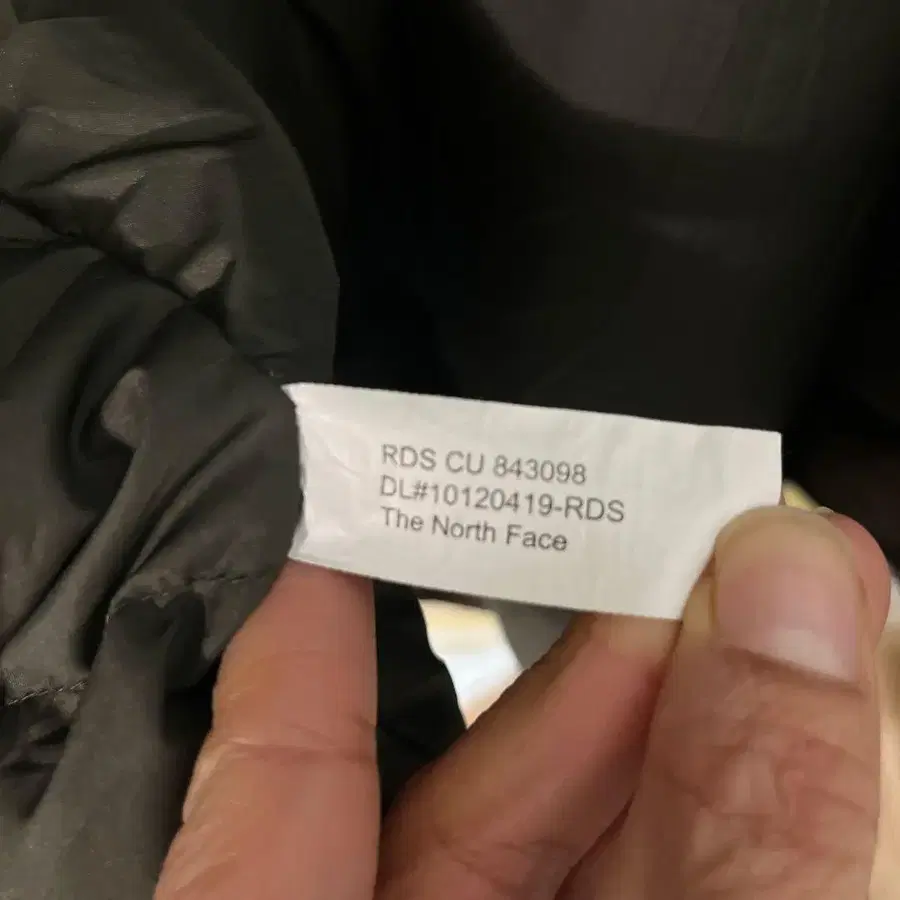 RDS CU 843098
DL#10120419-RDS
The North Face